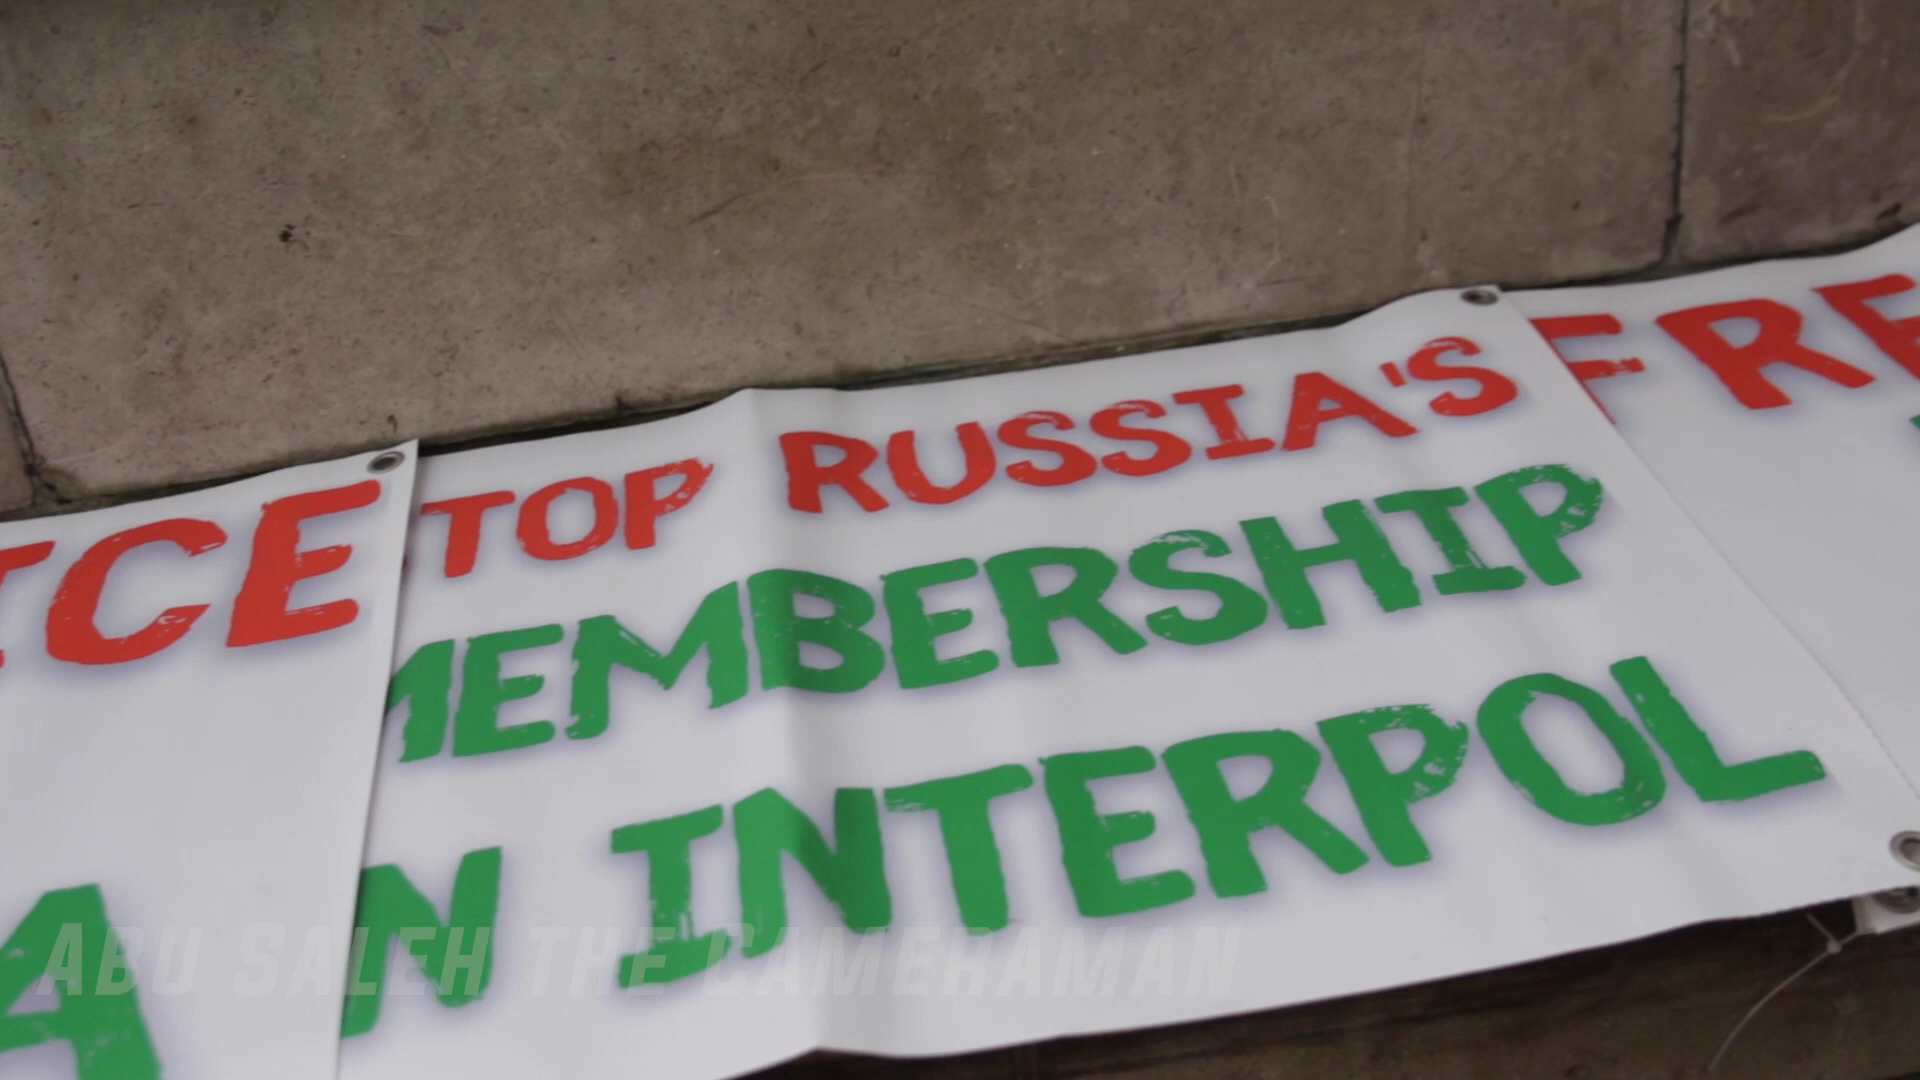 ICE
TOP RUSSIA'S
MEMBERSHIP
N INTERPOL
FRE
A
ABU SALEH THE CAMERAMAN